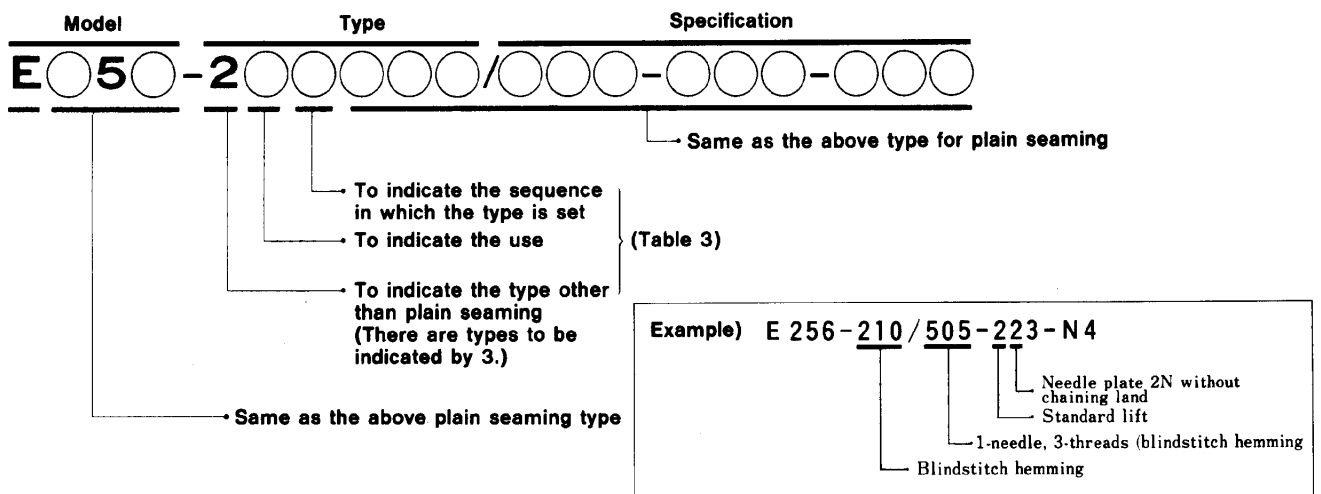 Model Type Specification
E○5○-2○○○○○/○○○-○○○-○○○
Same as the above type for plain seaming
To indicate the sequence
in which the type is set
To indicate the use
(Table 3)
To indicate the type other
than plain seaming
(There are types to be
indicated by 3.)
Same as the above plain seaming type
Example) E 256-210/505-223-N4
Needle plate 2N without
chaining land
Standard lift
1-needle, 3-threads (blindstitch hemming
Blindstitch hemming